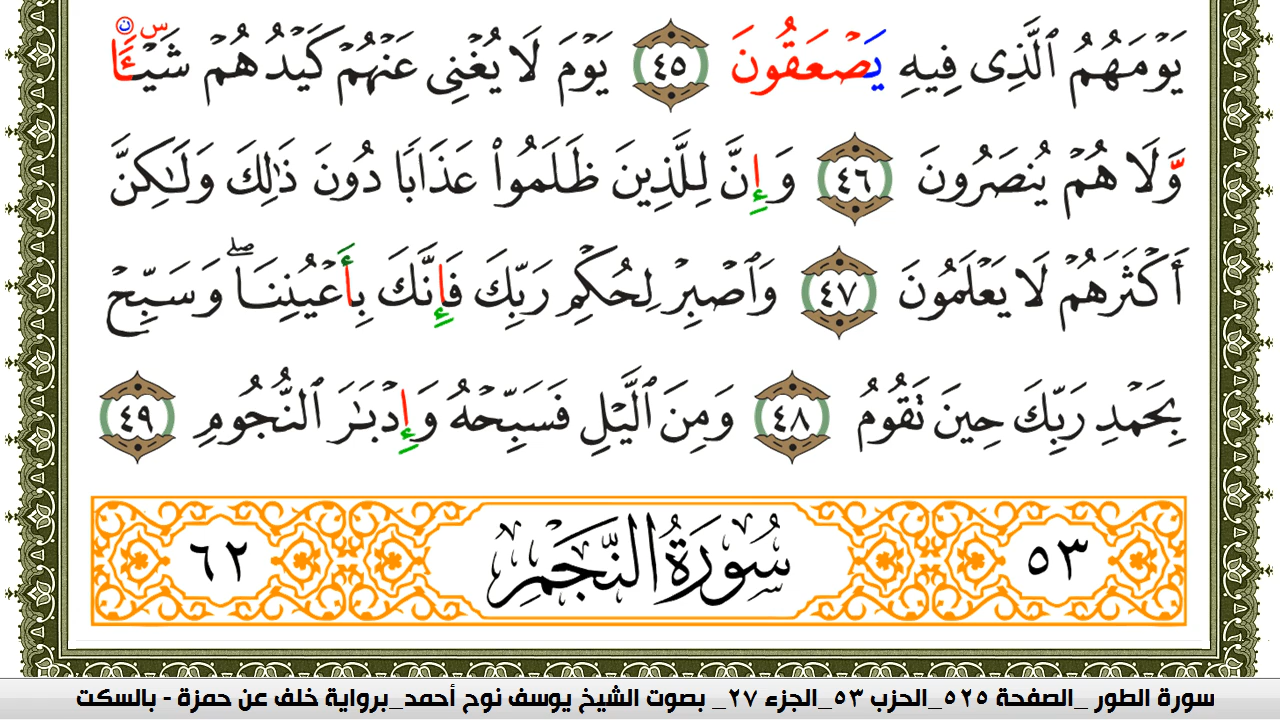 يَوْمَهُمُ ٱلَّذِى فِيهِ يَصْعَقُونَ ٤٥ يَوْمَ لَا يُغْنِى عَنْهُمْ كَيْدُهُمْ شَيْـًٔا س ن
وَّلَا هُمْ يُنصَرُونَ ٤٦ وَإِنَّ لِلَّذِينَ ظَلَمُوا۟ عَذَابًا دُونَ ذَٰلِكَ وَلَـٰكِنَّ
أَكْثَرَهُمْ لَا يَعْلَمُونَ ٤٧ وَٱصْبِرْ لِحُكْمِ رَبِّكَ فَإِنَّكَ بِأَعْيُنِنَا ۖ وَسَبِّحْ
بِحَمْدِ رَبِّكَ حِينَ تَقُومُ ٤٨ وَمِنَ ٱلَّيْلِ فَسَبِّحْهُ وَإِدْبَـٰرَ ٱلنُّجُومِ ٤٩
٥٣ سُورَةُ النَّجْمِ ٦٢
سورة الطور _الصفحة ٥٢٥_الحزب ٥٣_الجزء ٢٧_ بصوت الشيخ يوسف نوح أحمد_برواية خلف عن حمزة - بالسكت